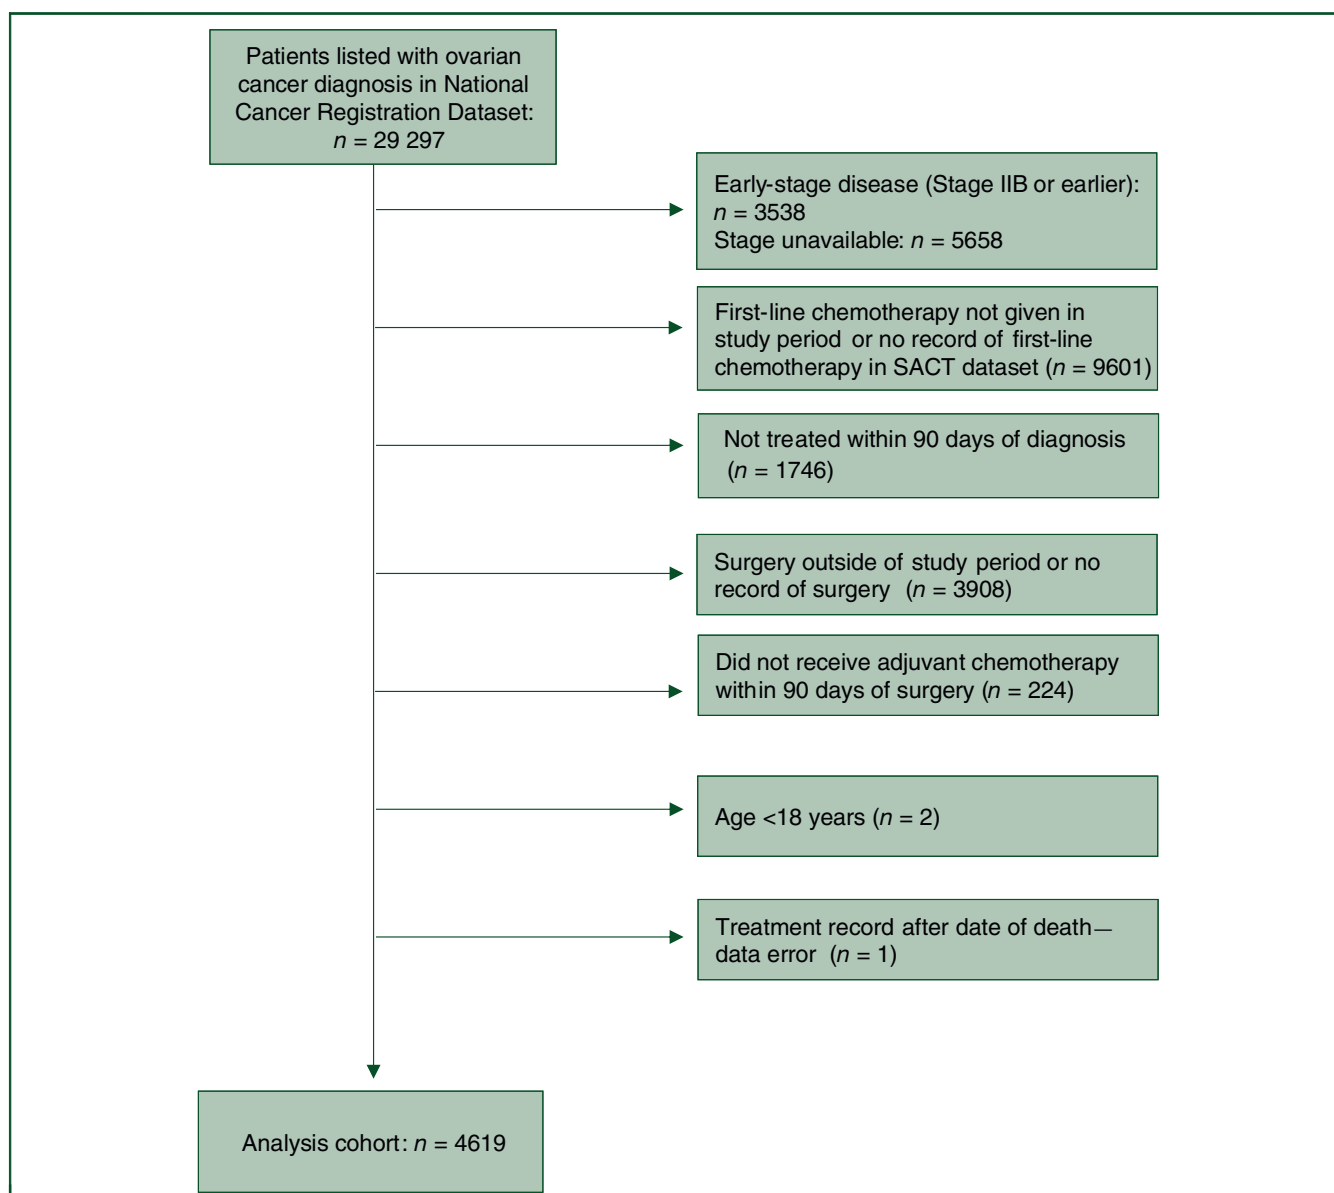 Patients listed with ovarian
cancer diagnosis in National
Cancer Registration Dataset:
n = 29 297
Early-stage disease (Stage IIB or earlier):
n = 3538
Stage unavailable: n = 5658
First-line chemotherapy not given in
study period or no record of first-line
chemotherapy in SACT dataset (n = 9601)
Not treated within 90 days of diagnosis
(n = 1746)
Surgery outside of study period or no
record of surgery (n = 3908)
Did not receive adjuvant chemotherapy
within 90 days of surgery (n = 224)
Age <18 years (n = 2)
Treatment record after date of death—
data error (n = 1)
Analysis cohort: n = 4619